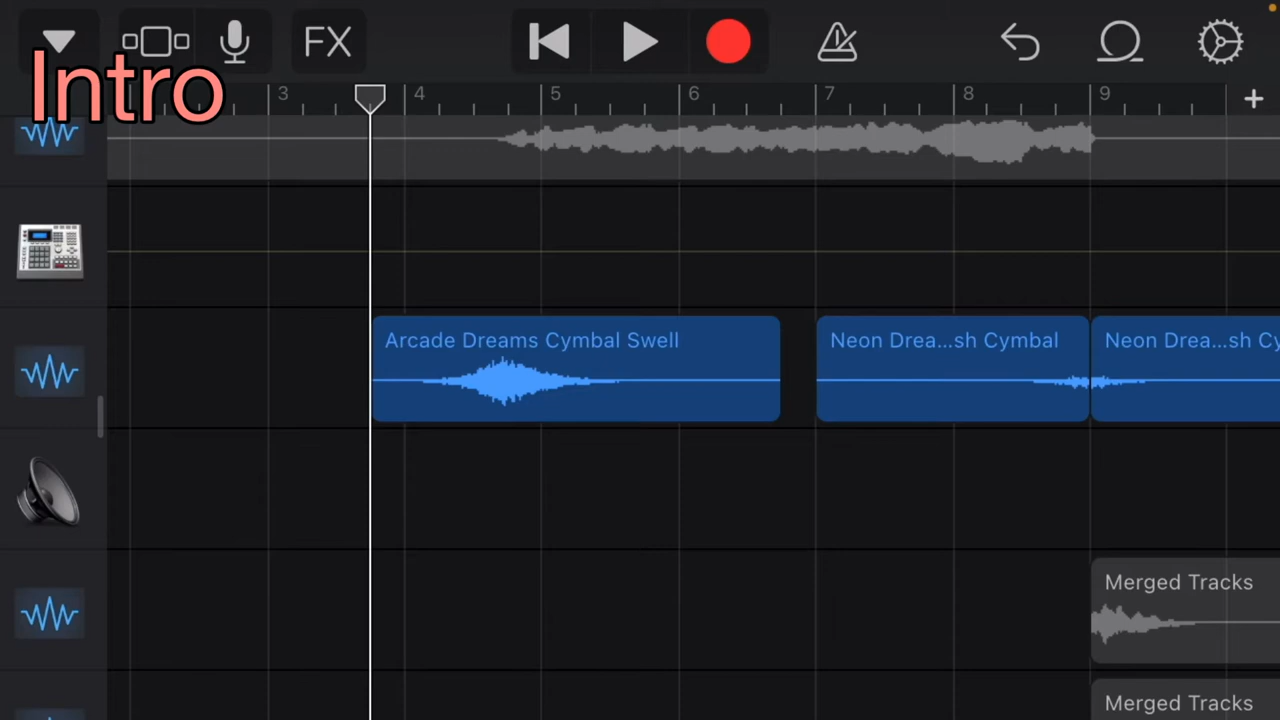 Intro
FX
3 4 5 6 7 8 9
Arcade Dreams Cymbal Swell
Neon Drea...sh Cymbal
Neon Drea...sh Cy
Merged Tracks
Merged Tracks